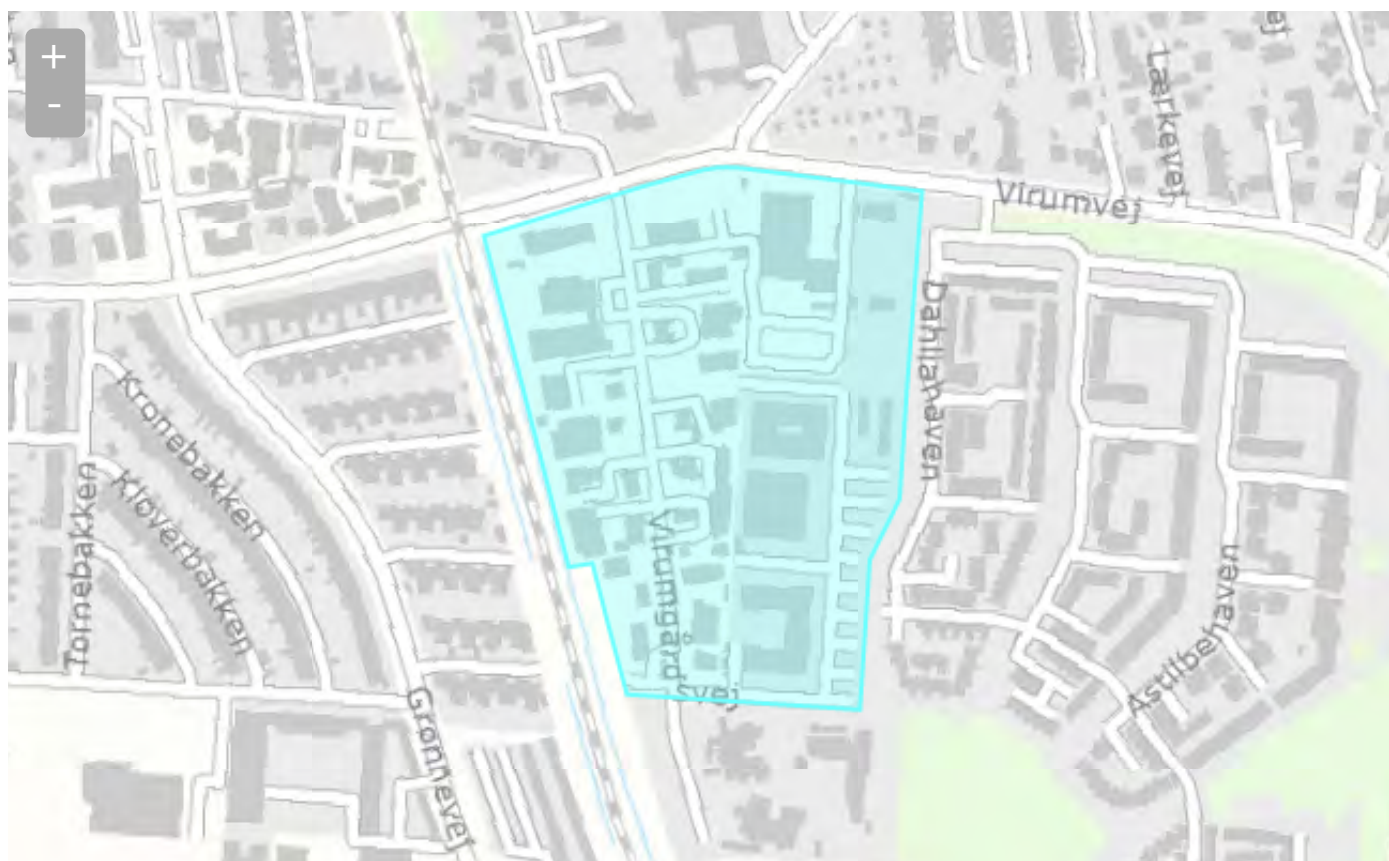 +
-
Lærkevej
Virumvej
Dahliahaven
Kronebakken
Kløverbakken
Tornebakken
Virumgårdsvej
Astilbehaven
Grønnevej